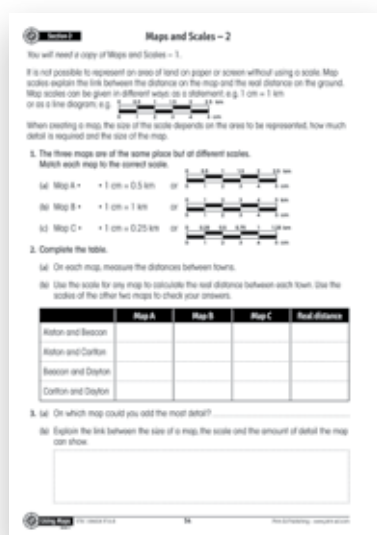 Section 2
Maps and Scales – 2
You will need a copy of Maps and Scales – 1.
It is not possible to represent an area of land on paper or screen without using a scale. Map
scales explain the link between the distance on the map and the real distance on the ground.
Map scales can be given in different ways: as a statement; e.g. 1 cm = 1 km
or as a line diagram; e.g.
When creating a map, the size of the scale depends on the area to be represented, how much
detail is required and the size of the map.
1. The three maps are of the same place but at different scales.
Match each map to the correct scale.
(a) Map A • • 1 cm = 0.5 km or
(b) Map B • • 1 cm = 1 km or
(c) Map C • • 1 cm = 0.25 km or
2. Complete the table.
(a) On each map, measure the distances between towns.
(b) Use the scale for any map to calculate the real distance between each town. Use the
scales of the other two maps to check your answers.
Map A Map B Map C Real distance
Alston and Beacon
Alston and Carlton
Beacon and Dayton
Carlton and Dayton
3. (a) On which map could you add the most detail?
(b) Explain the link between the size of a map, the scale and the amount of detail the map
can show.
Using Maps
14